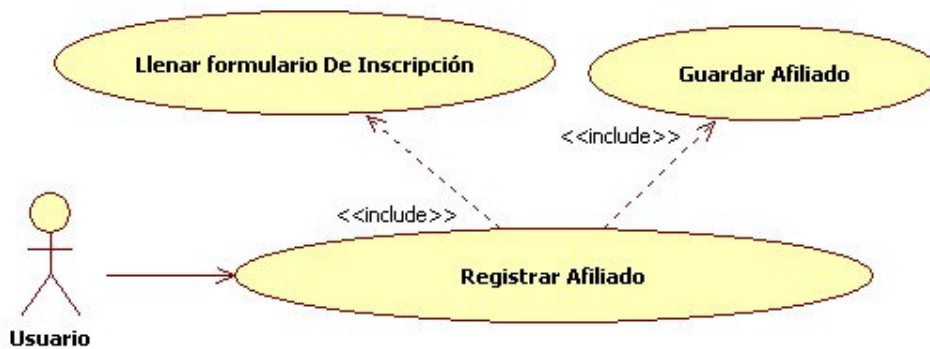 Llenar formulario De Inscripción
Guardar Afiliado
<<include>>
<<include>>
Registrar Afiliado
Usuario